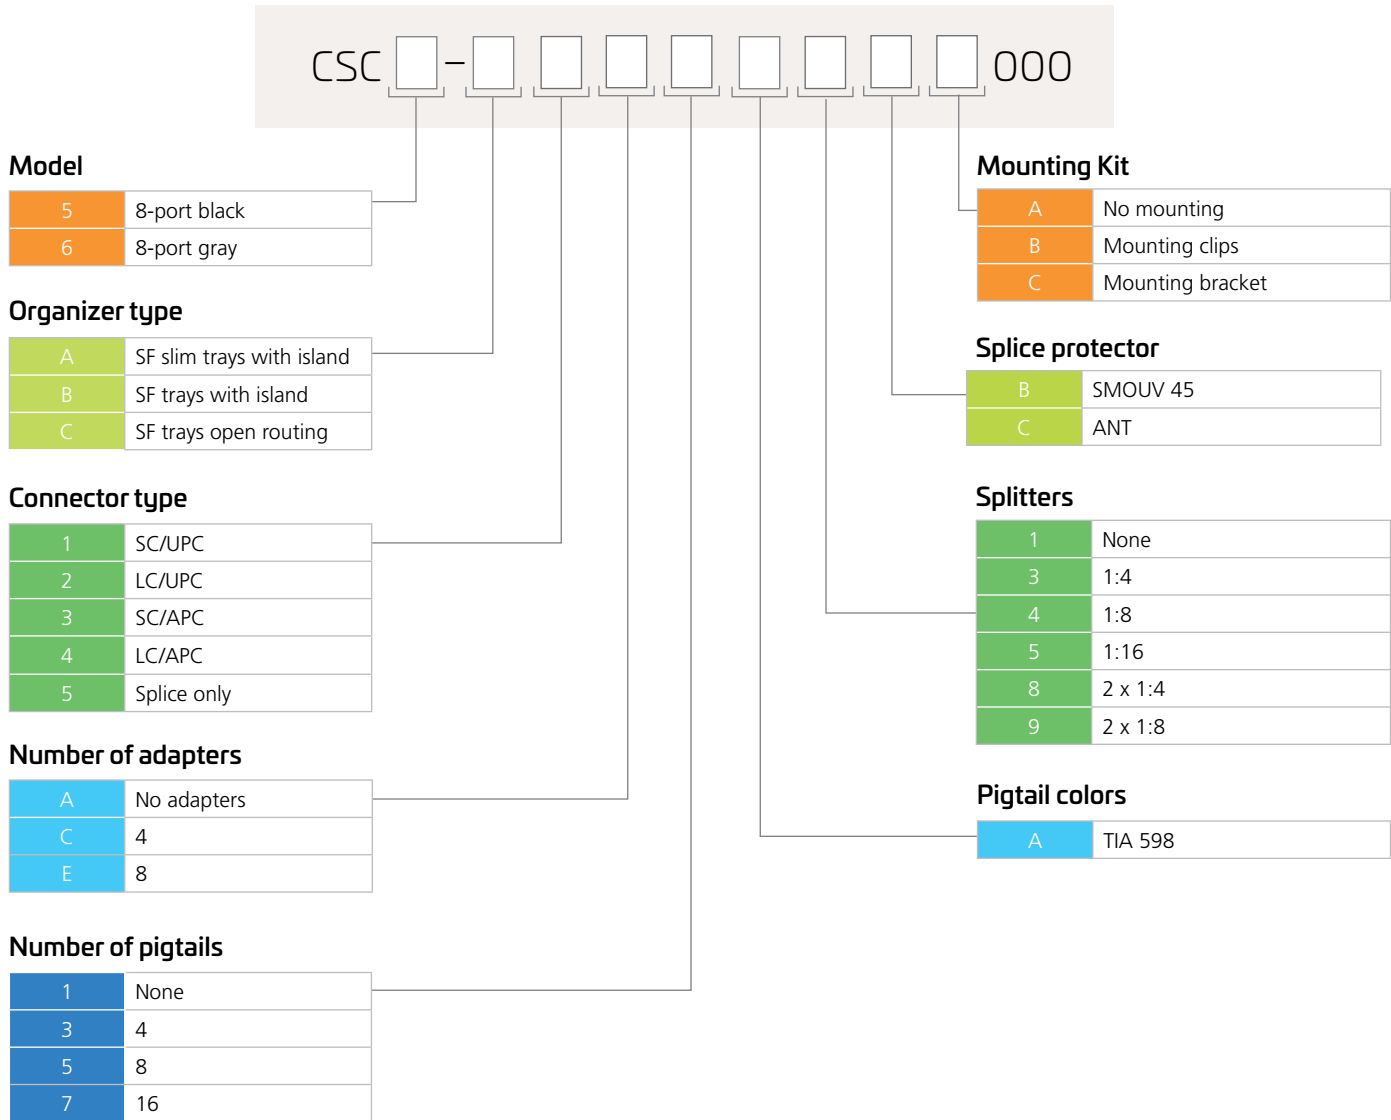 CSC - 000
Model
5 8-port black
6 8-port gray
Organizer type
A SF slim trays with island
B SF trays with island
C SF trays open routing
Connector type
1 SC/UPC
2 LC/UPC
3 SC/APC
4 LC/APC
5 Splice only
Number of adapters
A No adapters
C 4
E 8
Number of pigtails
1 None
3 4
5 8
7 16
Mounting Kit
A No mounting
B Mounting clips
C Mounting bracket
Splice protector
B SMOUV 45
C ANT
Splitters
1 None
3 1:4
4 1:8
5 1:16
8 2 x 1:4
9 2 x 1:8
Pigtail colors
A TIA 598